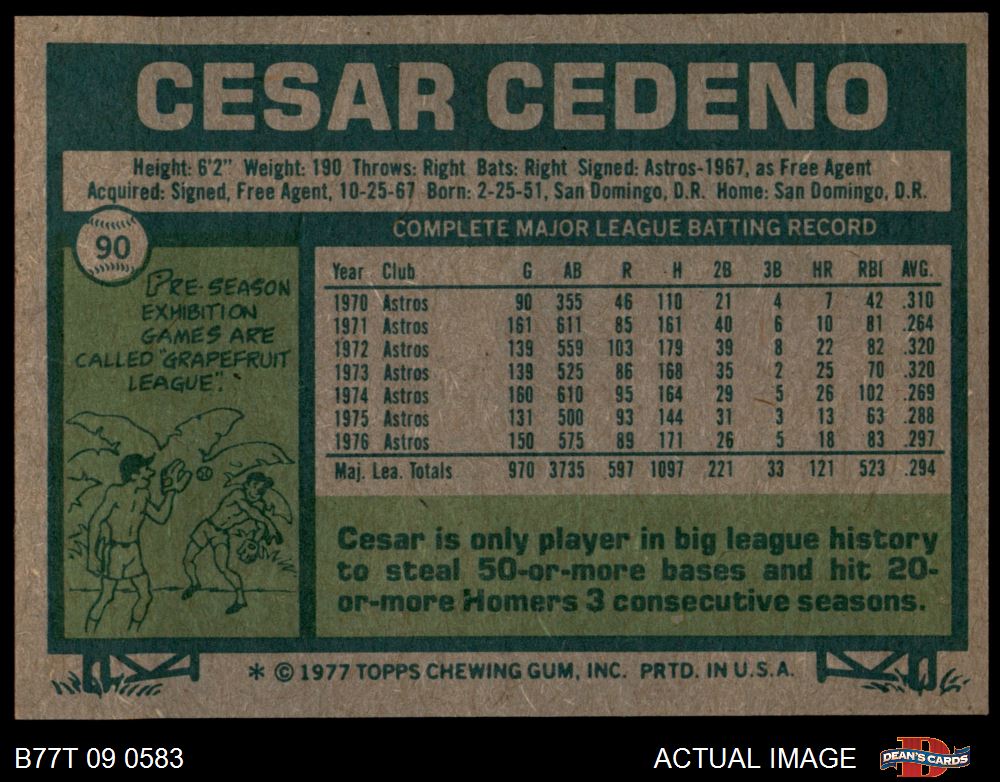 CESAR CEDENO
Height: 6'2" Weight: 190 Throws: Right Bats: Right Signed: Astros-1967, as Free Agent
Acquired: Signed, Free Agent, 10-25-67 Born: 2-25-51, San Domingo, D.R. Home: San Domingo, D.R.
90
PRE-SEASON
EXHIBITION
GAMES ARE
CALLED "GRAPEFRUIT
LEAGUE".
COMPLETE MAJOR LEAGUE BATTING RECORD
Year Club G AB R H 2B 3B HR RBI AVG.
1970 Astros 90 355 46 110 21 4 7 42 .310
1971 Astros 161 611 85 161 40 6 10 81 .264
1972 Astros 139 559 103 179 39 8 22 82 .320
1973 Astros 139 525 86 168 35 2 25 70 .320
1974 Astros 160 610 95 164 29 5 26 102 .269
1975 Astros 131 500 93 144 31 3 13 63 .288
1976 Astros 150 575 89 171 26 5 18 83 .297
Maj. Lea. Totals 970 3735 597 1097 221 33 121 523 .294
Cesar is only player in big league history
to steal 50-or-more bases and hit 20-
or-more Homers 3 consecutive seasons.
* © 1977 TOPPS CHEWING GUM, INC. PRTD. IN U.S.A.
B77T 09 0583
ACTUAL IMAGE
D
DEAN'S CARDS